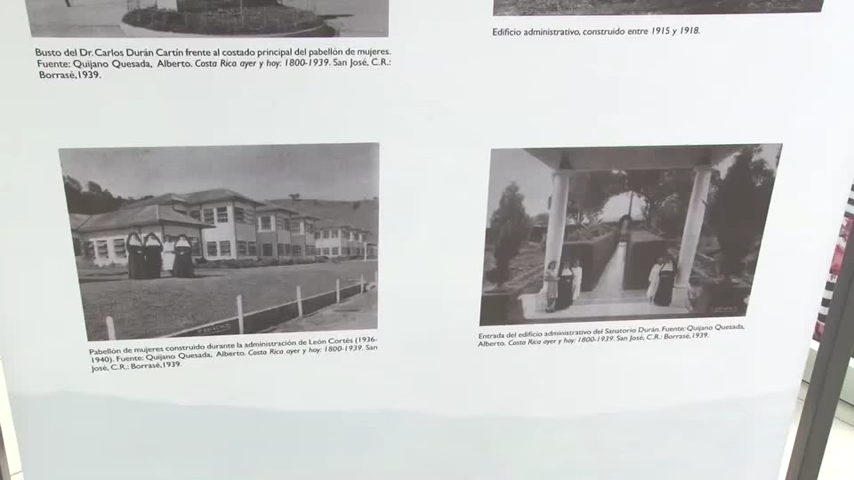 Busto del Dr. Carlos Durán Cartín frente al costado principal del pabellón de mujeres.
Fuente: Quijano Quesada, Alberto. Costa Rica ayer y hoy: 1800-1939. San José, C.R.:
Borrasé, 1939.
Edificio administrativo, construido entre 1915 y 1918.
Pabellón de mujeres construido durante la administración de León Cortés (1936-
1940). Fuente: Quijano Quesada, Alberto. Costa Rica ayer y hoy: 1800-1939. San
José, C.R.: Borrasé, 1939.
Entrada del edificio administrativo del Sanatorio Durán. Fuente: Quijano Quesada,
Alberto. Costa Rica ayer y hoy: 1800-1939. San José, C.R.: Borrasé, 1939.